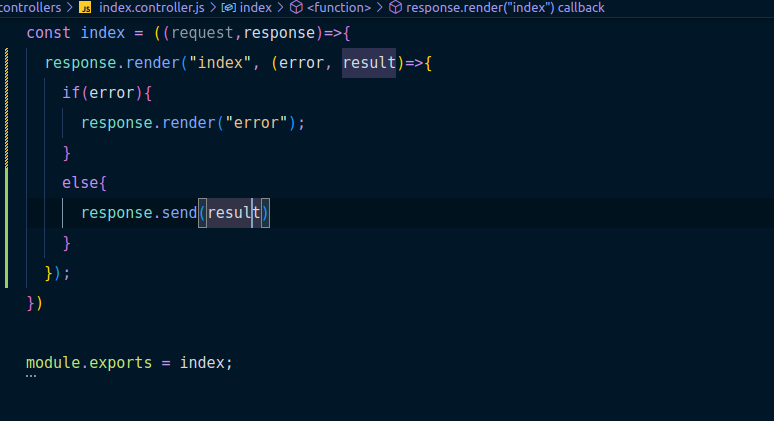 controllers > JS index.controller.js > index > <function> > response.render("index") callback
const index = ((request,response)=>{
response.render("index", (error, result)=>{
if(error){
response.render("error");
}
else{
response.send(result)
}
});
})
module.exports = index;